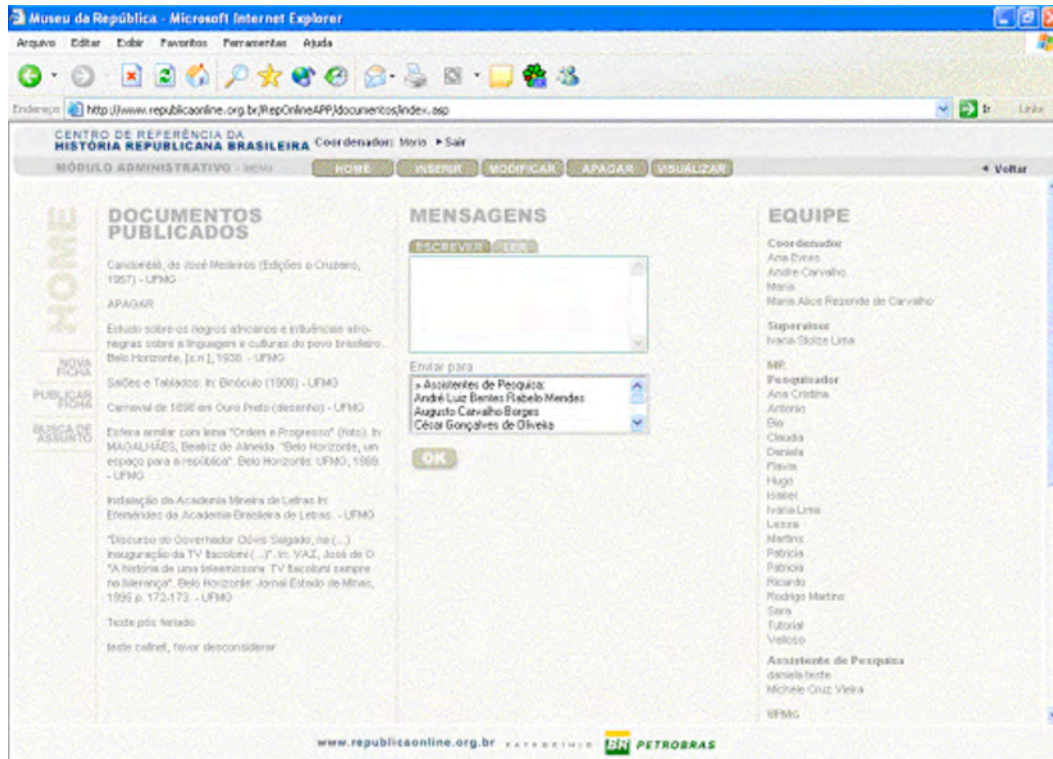 Museu da República - Microsoft Internet Explorer
Arquivo Editar Exibir Favoritos Ferramentas Ajuda
Endereço http://www.republicaonline.org.br/RepOnlineAPP/documentos/index.asp Ir Links
CENTRO DE REFERÊNCIA DA
HISTÓRIA REPUBLICANA BRASILEIRA Coordenador: Mario Sair
MÓDULO ADMINISTRATIVO - MENU HOME INSERIR MODIFICAR APAGAR VISUALIZAR Voltar
HOME
NOVA
FICHA
PUBLICAR
FICHA
BUSCA DE
ASSUNTO
DOCUMENTOS
PUBLICADOS
Candomblé, de José Medeiros (Edições o Cruzeiro,
1957) - UFMG
APAGAR
Estudo sobre os negros africanos e influências afro-
negras sobre a linguagem e culturas do povo brasileiro.
Belo Horizonte, [s.n.], 1936. - UFMG
Salões e Tablados. In: Binóculo (1908) - UFMG
Carnaval de 1898 em Ouro Preto (desenho) - UFMG
Esfera armilar com lema "Ordem e Progresso" (foto). In:
MAGALHÃES, Beatriz de Almeida. "Belo Horizonte, um
espaço para a república". Belo Horizonte: UFMG, 1989.
- UFMG
Instalação da Academia Mineira de Letras In:
Efemérides da Academia Brasileira de Letras. - UFMG
"Discurso do Governador Clóvis Salgado, na (...)
inauguração da TV Itacolomi (...)". In: VAZ, José de O.
"A história de uma teleemissora: TV Itacolomi sempre
na liderança". Belo Horizonte: Jornal Estado de Minas,
1995 p. 172-173. - UFMG
Teste pós feriado
teste callnet, favor desconsiderar
MENSAGENS
ESCREVER LER
Enviar para
» Assistentes de Pesquisa:
André Luiz Bentes Rabelo Mendes
Augusto Carvalho Borges
César Gonçalves de Oliveira
OK
EQUIPE
Coordenador
Ana
Andre Carvalho
Mario
Maria Alice Rezende de Carvalho
Supervisor
Ivana Stolze Lima
MR
Pesquisador
Ana Cristina
Antonio
Bia
Claudia
Daniela
Flavia
Hugo
Isabel
Ivana Lima
Martins
Patricia
Patricia
Ricardo
Rodrigo Martins
Sara
Tutorial
Velloso
Assistente de Pesquisa
daniela teste
Michele Cruz Vieira
UFMG
www.republicaonline.org.br PATROCÍNIO BR PETROBRAS